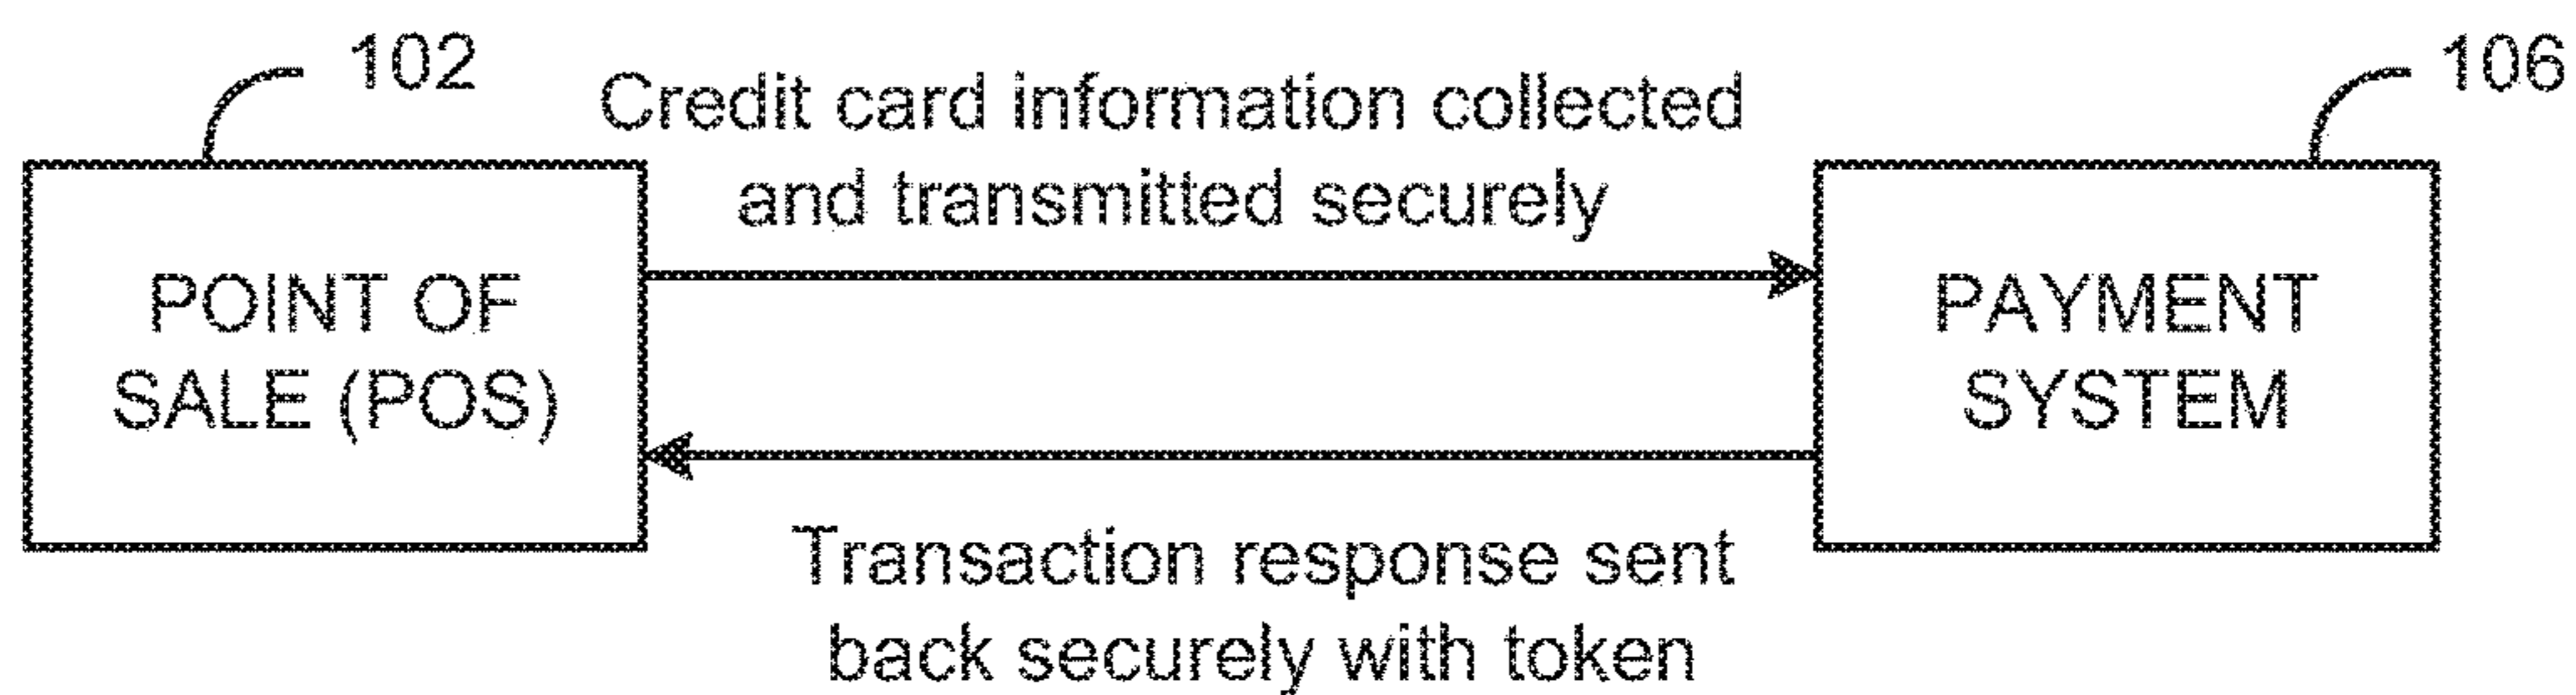 102
106
Credit card information collected
and transmitted securely
POINT OF
SALE (POS)
PAYMENT
SYSTEM
Transaction response sent
back securely with token